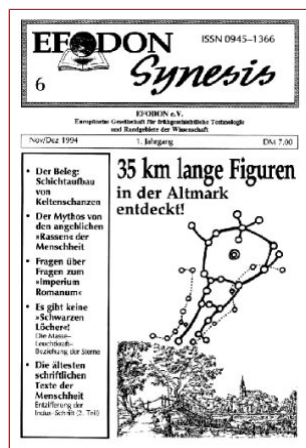 EFODON
ISSN 0945–1366
Synesis
6
EFODON e.V.
Europäische Gesellschaft für frühgeschichtliche Technologie
und Randgebiete der Wissenschaft
Nov/Dez 1994
1. Jahrgang
DM 7,00
• Der Beleg:
Schichtaufbau
von
Keltenschanzen
• Der Mythos von
den angeblichen
»Rassen« der
Menschheit
• Fragen über
Fragen zum
»Imperium
Romanum«
• Es gibt keine
»Schwarzen
Löcher«!
Die Masse–
Leuchtkraft–
Beziehung der Sterne
• Die ältesten
schriftlichen
Texte der
Menschheit
Entzifferung der
Indus-Schrift (2. Teil)
35 km lange Figuren
in der Altmark
entdeckt!